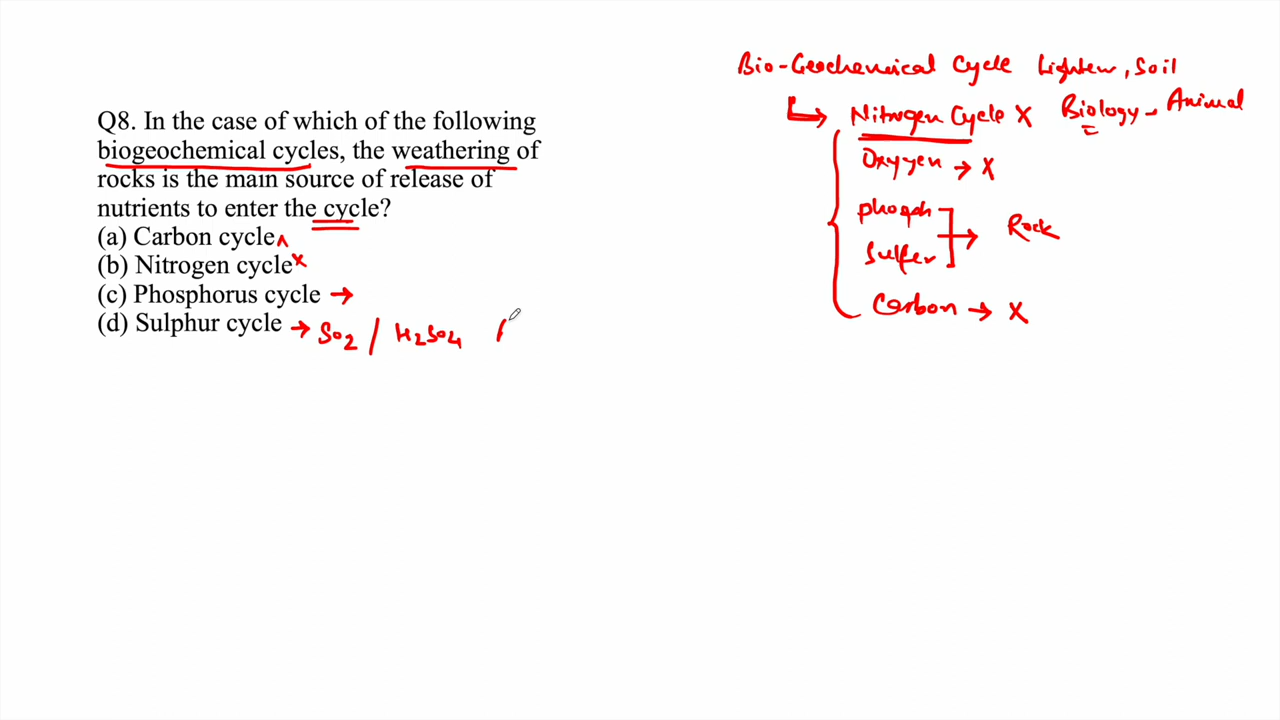 Bio-Geochemical Cycle Lighten, Soil
Nitrogen Cycle X Biology - Animal
Oxygen → X
phosph
Sulfer
Rock
Carbon → X
Q8. In the case of which of the following
biogeochemical cycles, the weathering of
rocks is the main source of release of
nutrients to enter the cycle?
(a) Carbon cycle
(b) Nitrogen cycle x
(c) Phosphorus cycle →
(d) Sulphur cycle → SO2 / H2SO4